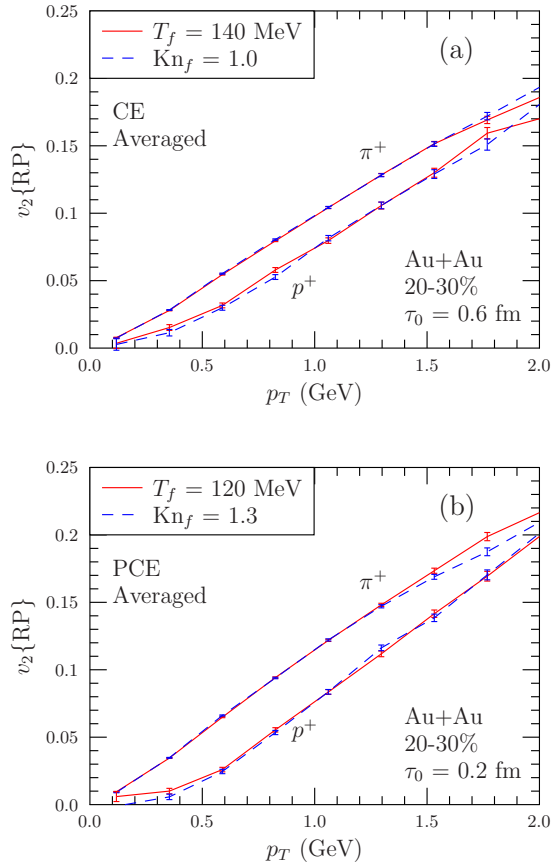 T_f = 140 MeV
Kn_f = 1.0
(a)
CE
Averaged
π⁺
p⁺
Au+Au
20-30%
τ₀ = 0.6 fm
0.25
0.2
0.15
0.1
0.05
0.0
v₂{RP}
0.0 0.5 1.0 1.5 2.0
p_T (GeV)
T_f = 120 MeV
Kn_f = 1.3
(b)
PCE
Averaged
π⁺
p⁺
Au+Au
20-30%
τ₀ = 0.2 fm
0.25
0.2
0.15
0.1
0.05
0.0
v₂{RP}
0.0 0.5 1.0 1.5 2.0
p_T (GeV)